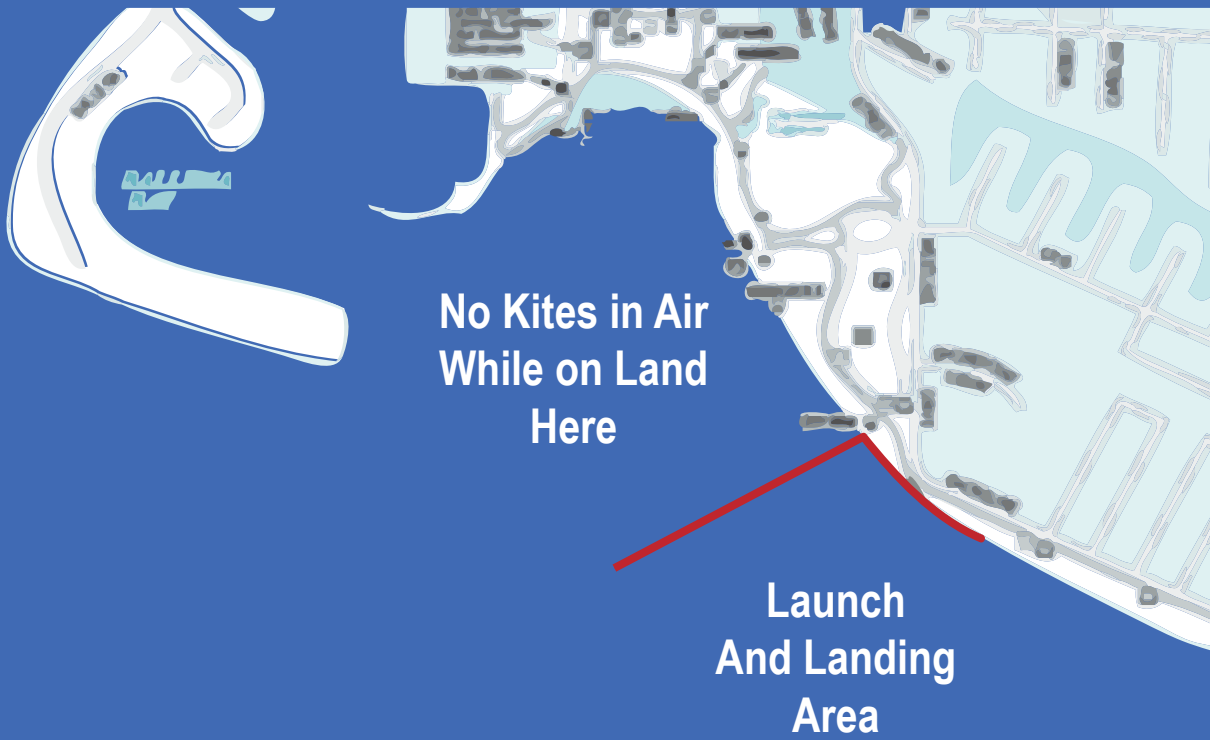 No Kites in Air
While on Land
Here
Launch
And Landing
Area